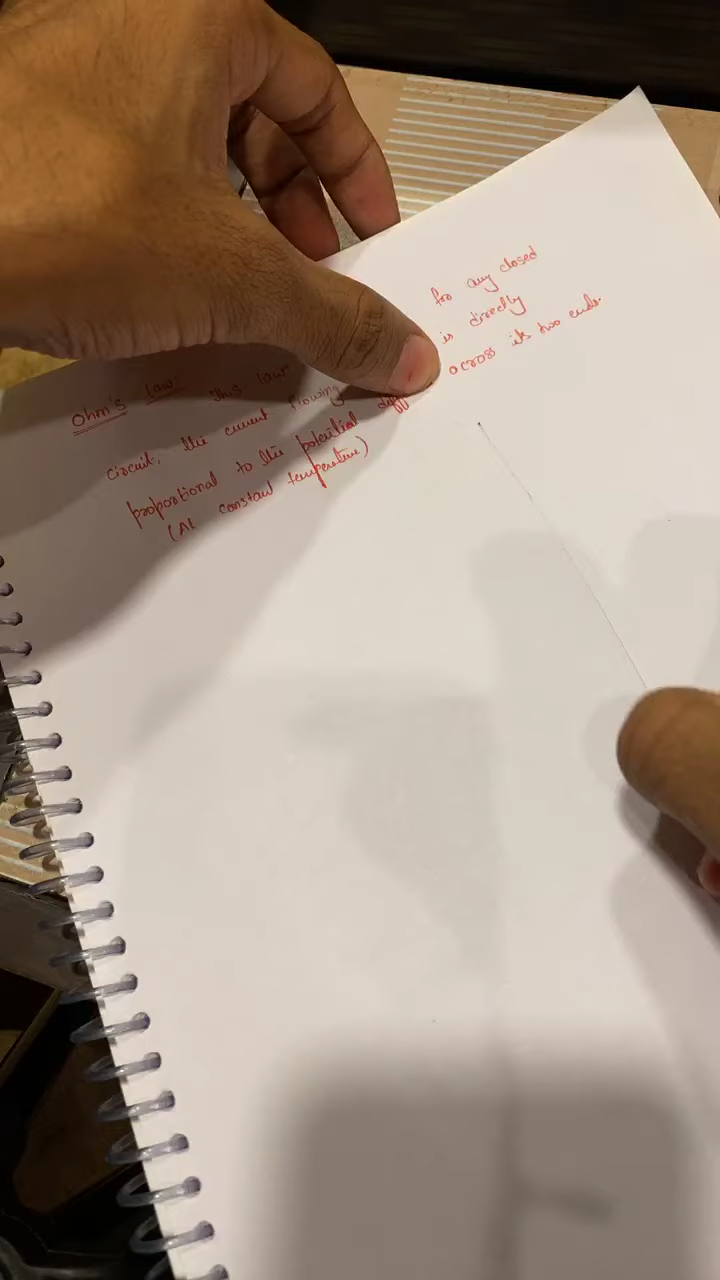 Ohm's law: This law for any closed
circuit, the current flowing is directly
proportional to the potential across its two ends.
(At constant temperature)